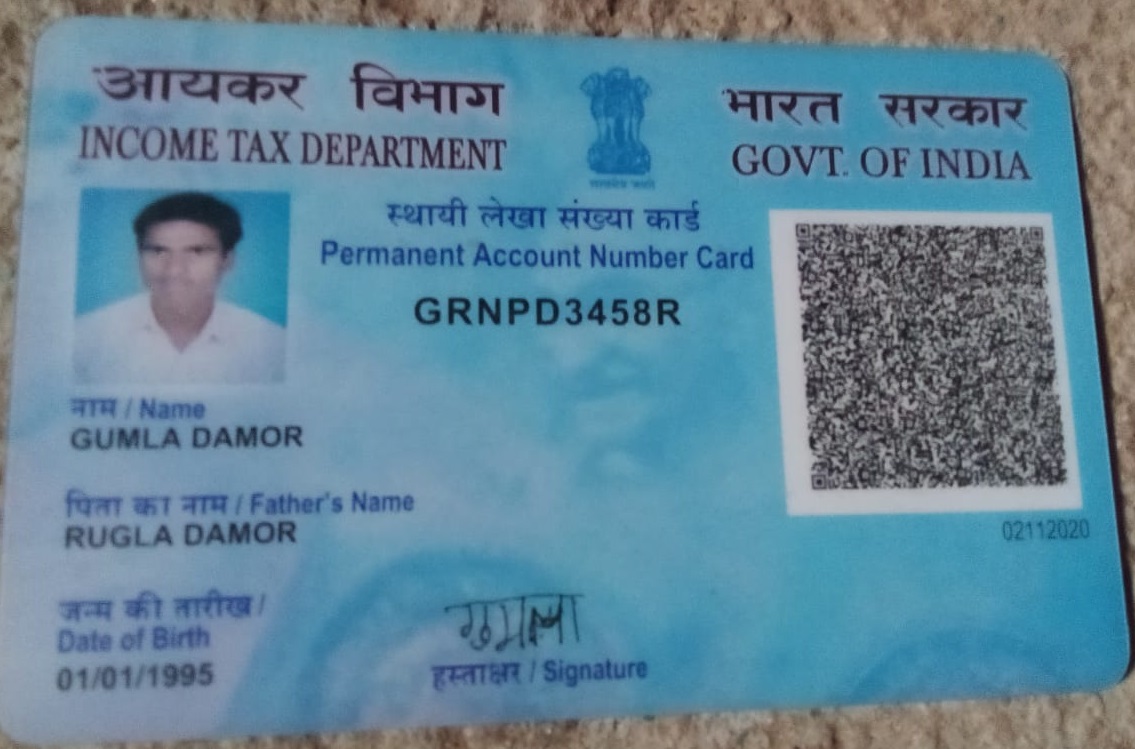 आयकर विभाग
INCOME TAX DEPARTMENT
भारत सरकार
GOVT. OF INDIA
स्थायी लेखा संख्या कार्ड
Permanent Account Number Card
GRNPD3458R
नाम / Name
GUMLA DAMOR
पिता का नाम / Father's Name
RUGLA DAMOR
02112020
जन्म की तारीख /
Date of Birth
01/01/1995
हस्ताक्षर / Signature